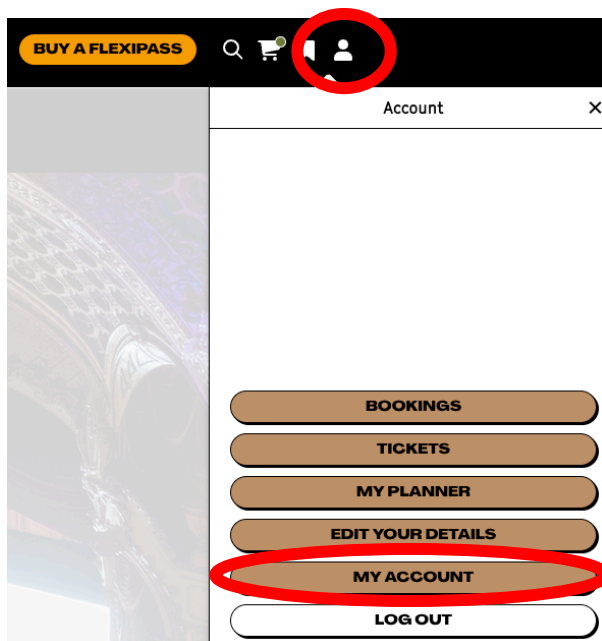 BUY A FLEXIPASS
Account
BOOKINGS
TICKETS
MY PLANNER
EDIT YOUR DETAILS
MY ACCOUNT
LOG OUT